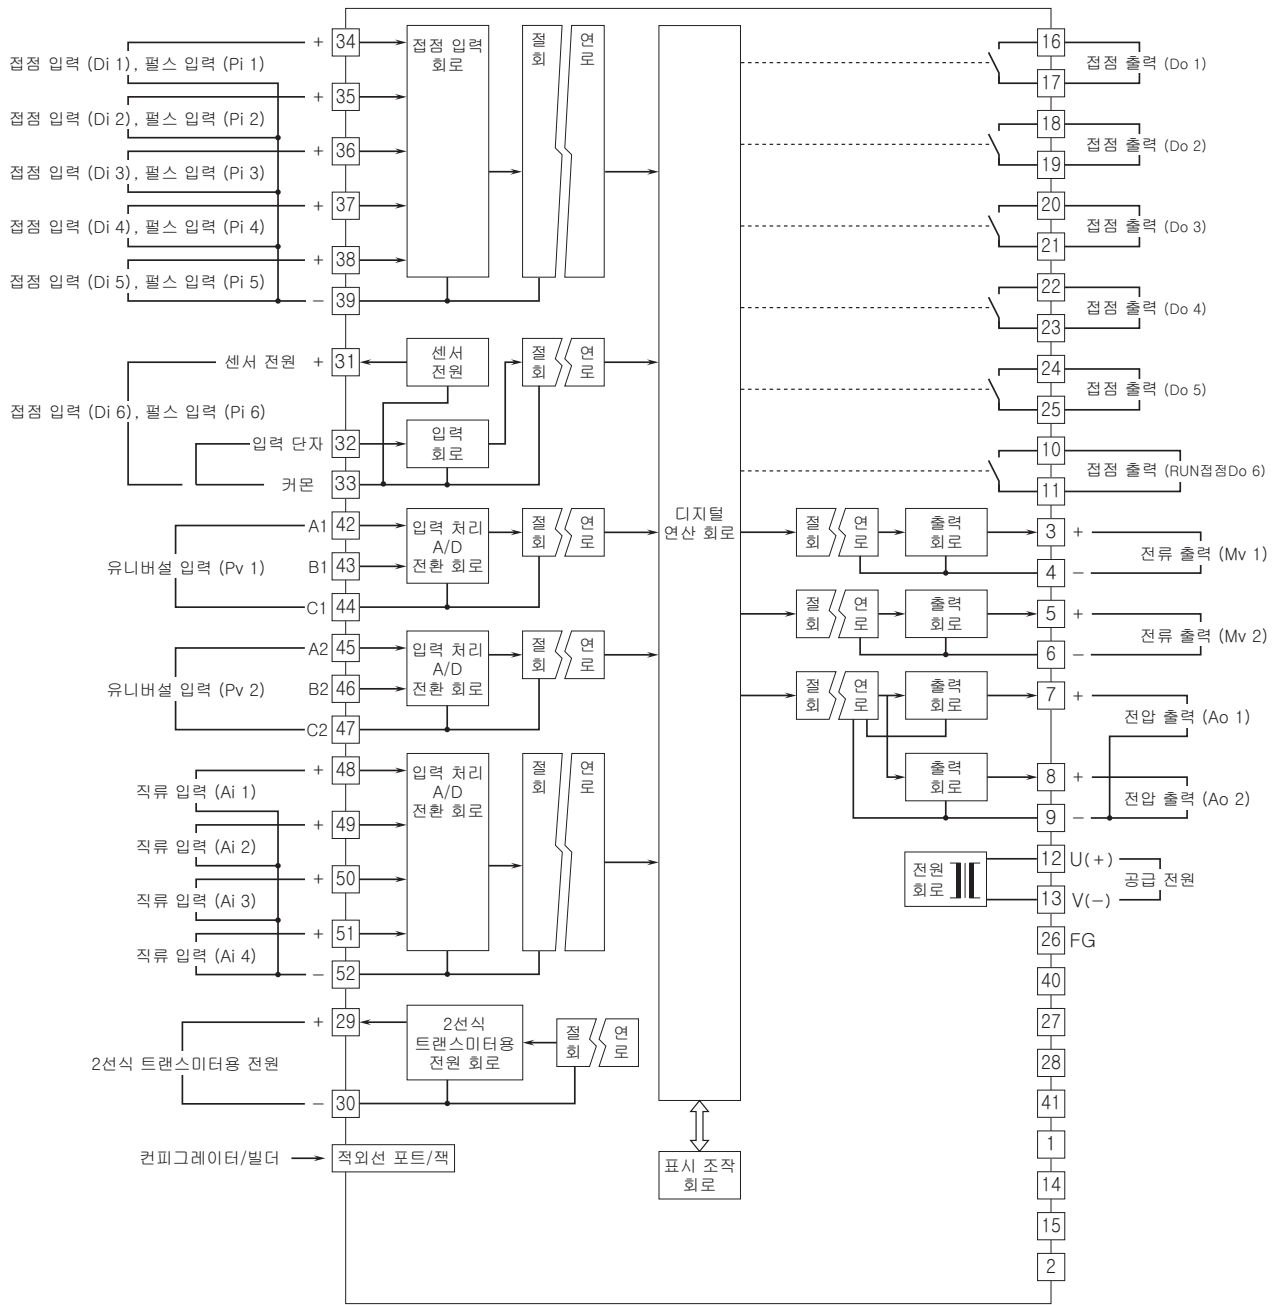 접점 입력 (Di 1), 펄스 입력 (Pi 1)
접점 입력 (Di 2), 펄스 입력 (Pi 2)
접점 입력 (Di 3), 펄스 입력 (Pi 3)
접점 입력 (Di 4), 펄스 입력 (Pi 4)
접점 입력 (Di 5), 펄스 입력 (Pi 5)
+ 34
+ 35
+ 36
+ 37
+ 38
− 39
접점 입력
회로
절 연
회 로
센서 전원 + 31
접점 입력 (Di 6), 펄스 입력 (Pi 6)
입력 단자 32
커몬 33
센서
전원
입력
회로
절 연
회 로
유니버설 입력 (Pv 1)
A1 42
B1 43
C1 44
입력 처리
A/D
전환 회로
절 연
회 로
유니버설 입력 (Pv 2)
A2 45
B2 46
C2 47
입력 처리
A/D
전환 회로
절 연
회 로
직류 입력 (Ai 1)
직류 입력 (Ai 2)
직류 입력 (Ai 3)
직류 입력 (Ai 4)
+ 48
+ 49
+ 50
+ 51
− 52
입력 처리
A/D
전환 회로
절 연
회 로
2선식 트랜스미터용 전원
+ 29
− 30
2선식
트랜스미터용
전원 회로
절 연
회 로
컨피그레이터/빌더
적외선 포트/잭
디지털
연산 회로
표시 조작
회로
16
17
접점 출력 (Do 1)
18
19
접점 출력 (Do 2)
20
21
접점 출력 (Do 3)
22
23
접점 출력 (Do 4)
24
25
접점 출력 (Do 5)
10
11
접점 출력 (RUN접점Do 6)
절 연
회 로
출력
회로
3 +
4 −
전류 출력 (Mv 1)
절 연
회 로
출력
회로
5 +
6 −
전류 출력 (Mv 2)
절 연
회 로
출력
회로
7 +
전압 출력 (Ao 1)
출력
회로
8 +
9 −
전압 출력 (Ao 2)
전원
회로
12 U(+)
13 V(−)
공급 전원
26 FG
40
27
28
41
1
14
15
2